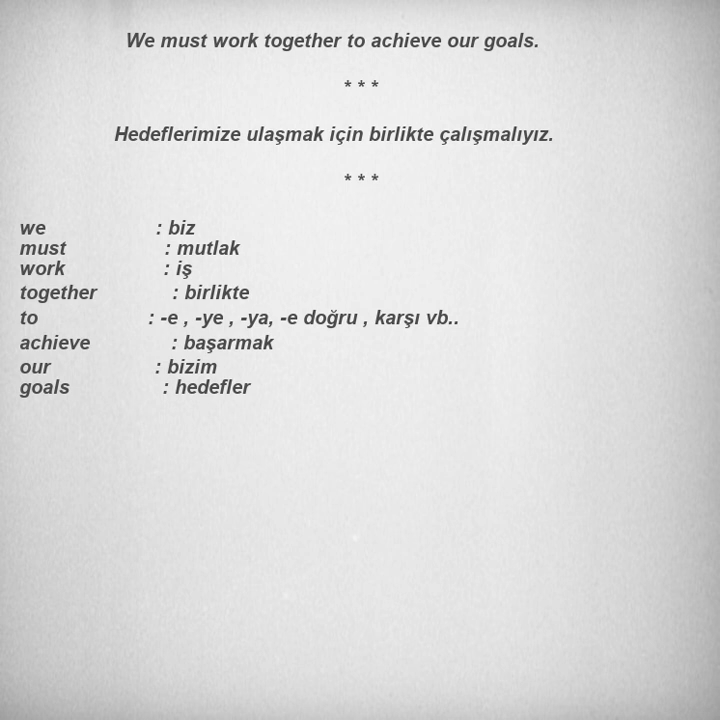 We must work together to achieve our goals.
* * *
Hedeflerimize ulaşmak için birlikte çalışmalıyız.
* * *
we : biz
must : mutlak
work : iş
together : birlikte
to : -e , -ye , -ya, -e doğru , karşı vb..
achieve : başarmak
our : bizim
goals : hedefler